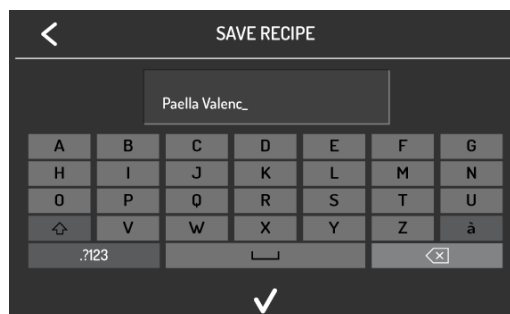 SAVE RECIPE
Paella Valenc_
A B C D E F G
H I J K L M N
O P Q R S T U
V W X Y Z à
.?123